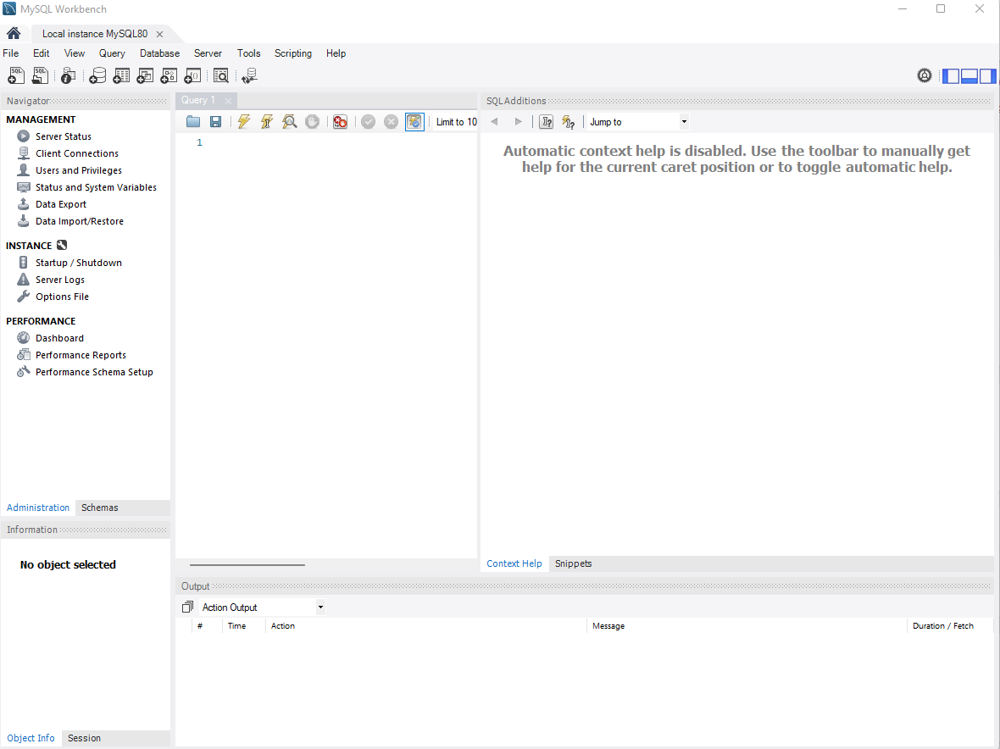 MySQL Workbench
Local instance MySQL80
File Edit View Query Database Server Tools Scripting Help
Navigator
MANAGEMENT
Server Status
Client Connections
Users and Privileges
Status and System Variables
Data Export
Data Import/Restore
INSTANCE
Startup / Shutdown
Server Logs
Options File
PERFORMANCE
Dashboard
Performance Reports
Performance Schema Setup
Administration Schemas
Information
No object selected
Object Info Session
Query 1
Limit to 10
1
SQLAdditions
Jump to
Automatic context help is disabled. Use the toolbar to manually get
help for the current caret position or to toggle automatic help.
Context Help Snippets
Output
Action Output
# Time Action Message Duration / Fetch